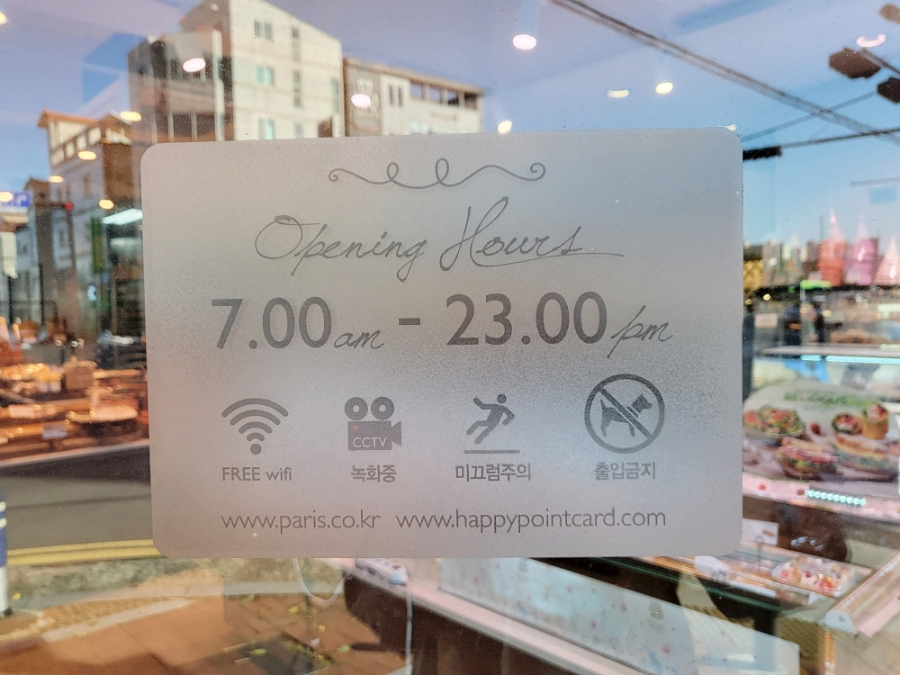 Opening Hours
7.00am - 23.00pm
CCTV
FREE wifi 녹화중 미끄럼주의 출입금지
www.paris.co.kr www.happypointcard.com